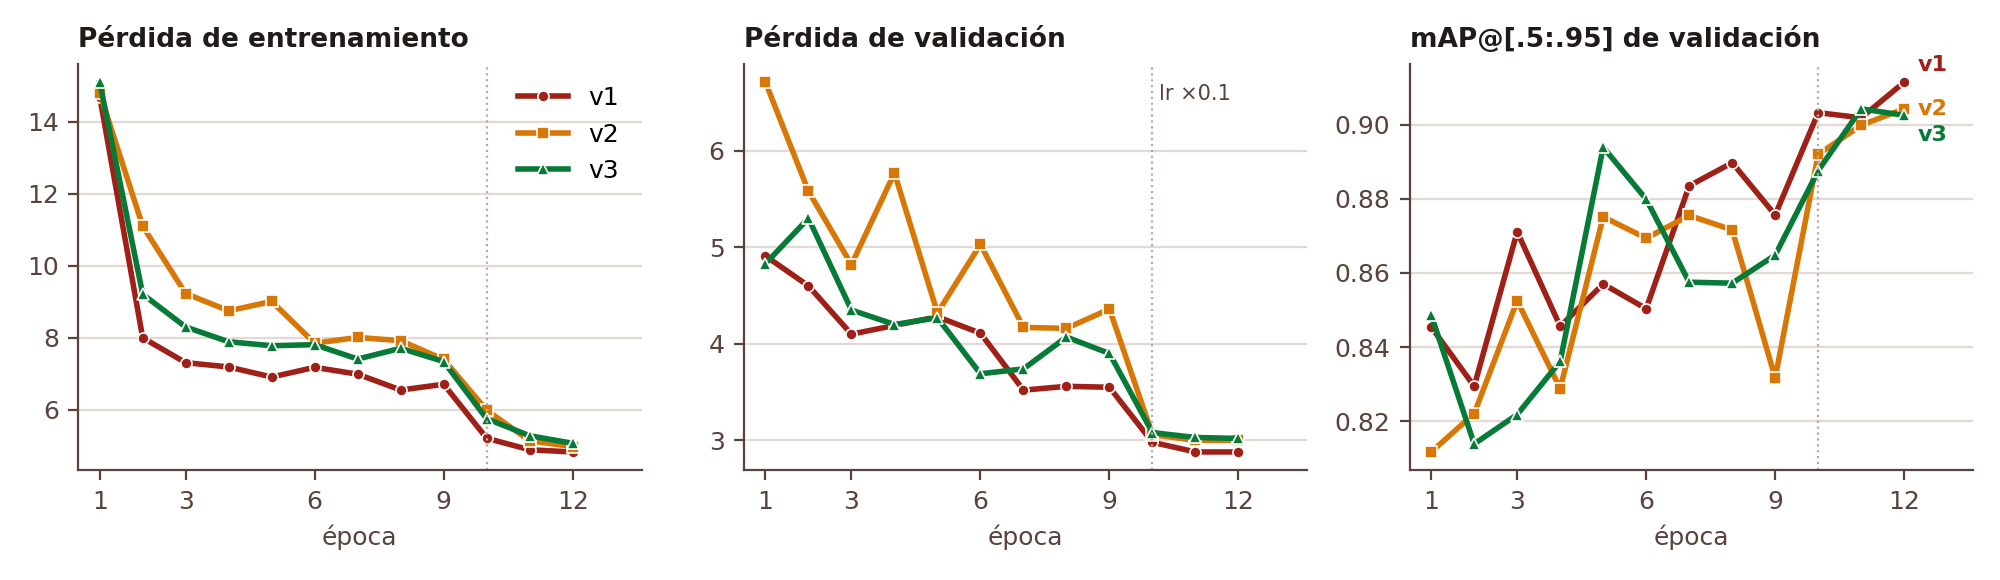 Pérdida de entrenamiento
14
12
10
8
6
1 3 6 9 12
época
v1
v2
v3
Pérdida de validación
6
5
4
3
1 3 6 9 12
época
lr ×0.1
mAP@[.5:.95] de validación
0.90
0.88
0.86
0.84
0.82
1 3 6 9 12
época
v1
v2
v3